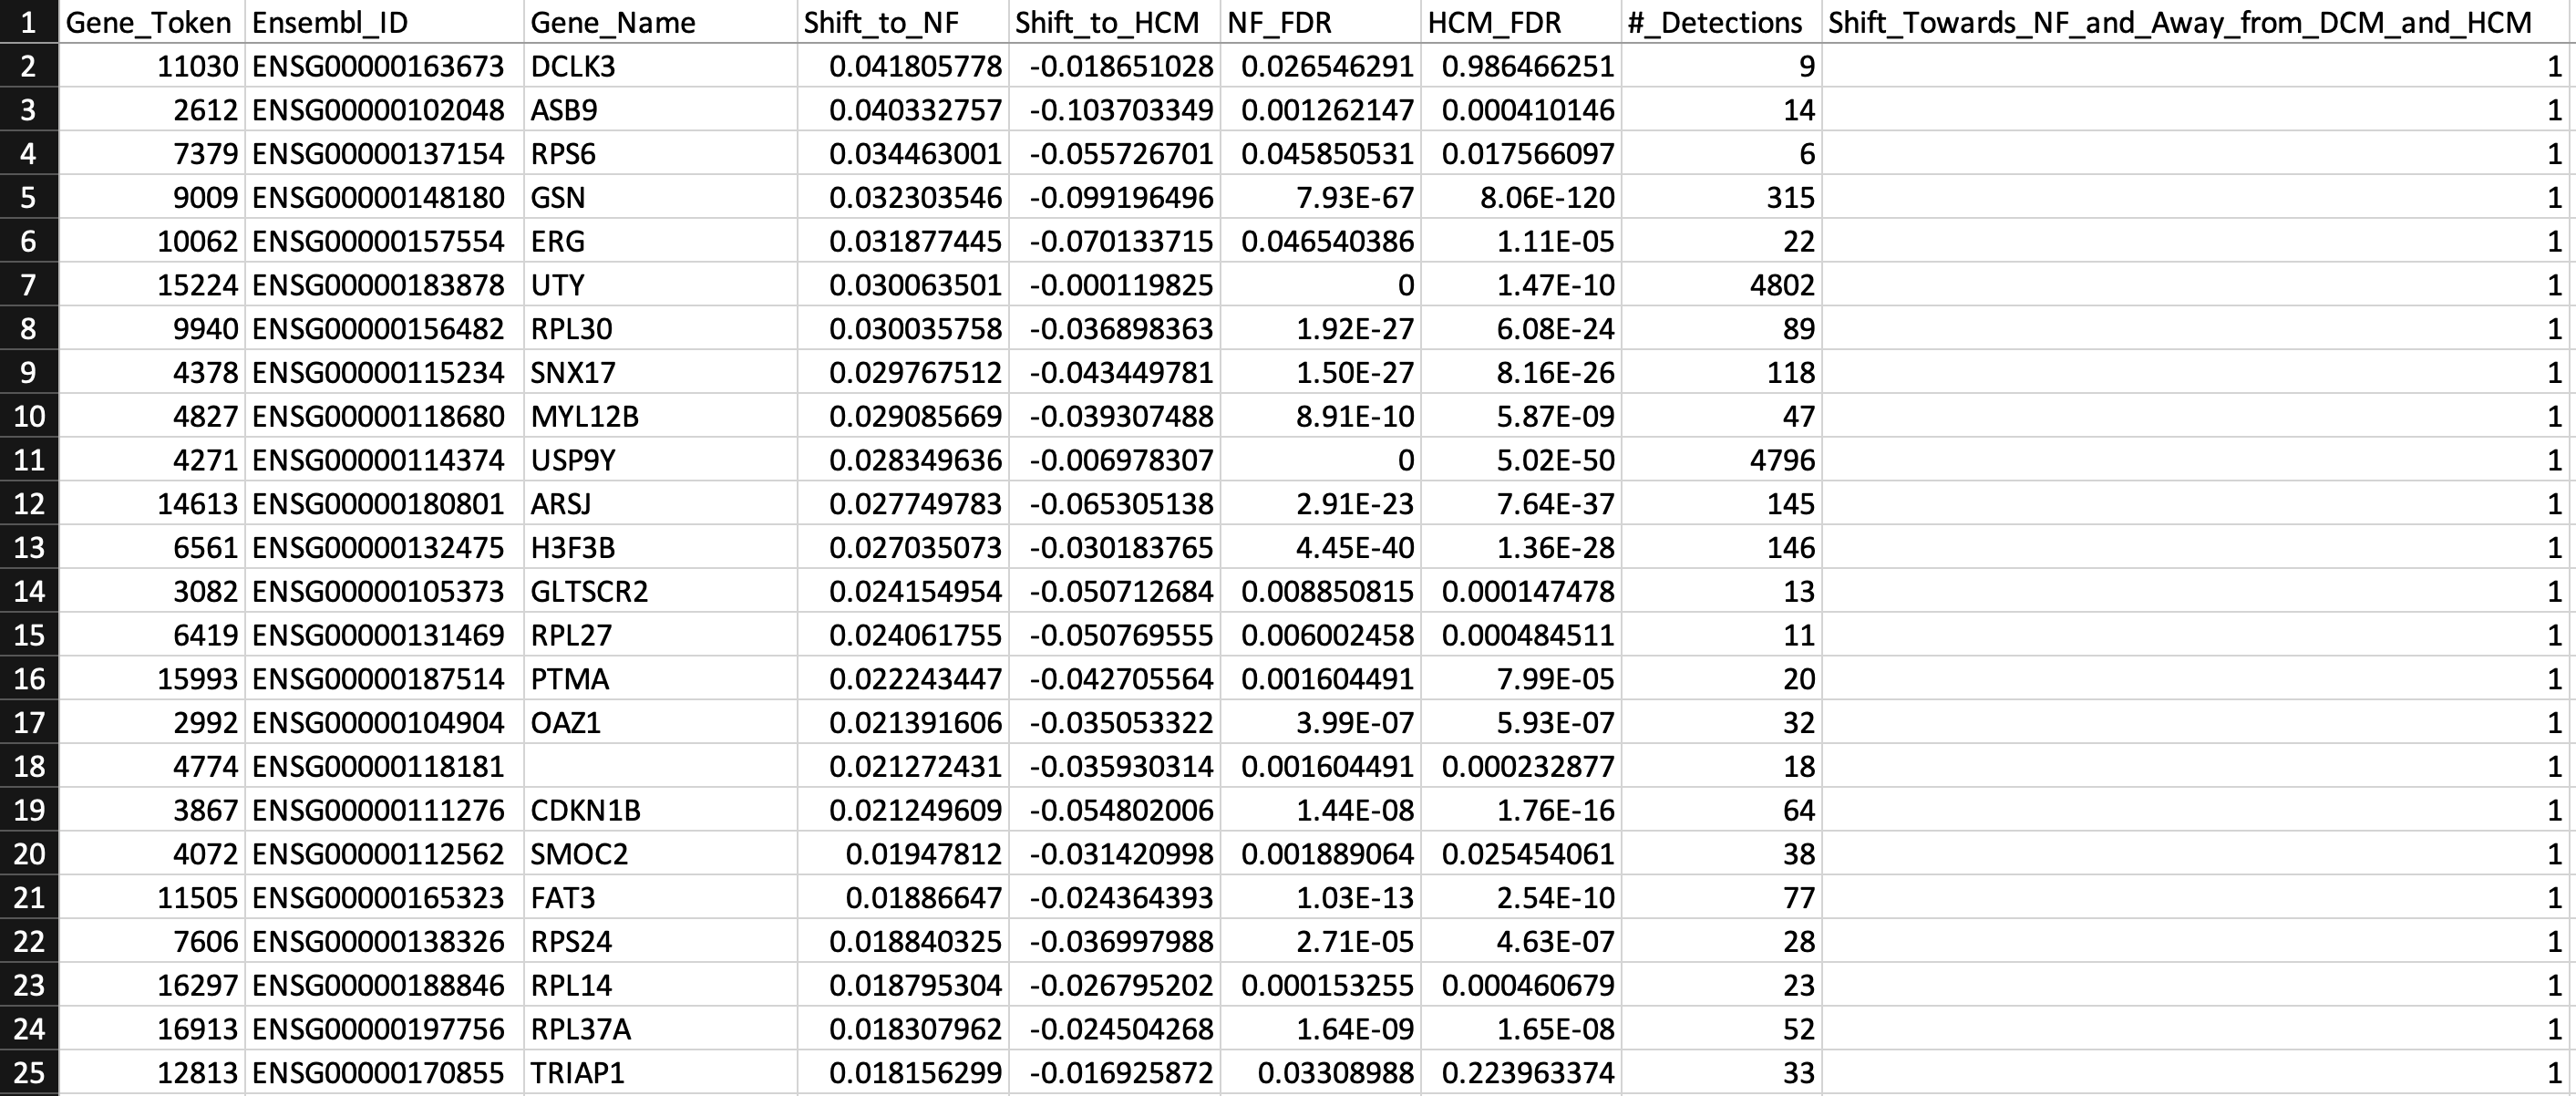 1 Gene_Token Ensembl_ID Gene_Name Shift_to_NF Shift_to_HCM NF_FDR HCM_FDR #_Detections Shift_Towards_NF_and_Away_from_DCM_and_HCM
2 11030 ENSG00000163673 DCLK3 0.041805778 -0.018651028 0.026546291 0.986466251 9 1
3 2612 ENSG00000102048 ASB9 0.040332757 -0.103703349 0.001262147 0.000410146 14 1
4 7379 ENSG00000137154 RPS6 0.034463001 -0.055726701 0.045850531 0.017566097 6 1
5 9009 ENSG00000148180 GSN 0.032303546 -0.099196496 7.93E-67 8.06E-120 315 1
6 10062 ENSG00000157554 ERG 0.031877445 -0.070133715 0.046540386 1.11E-05 22 1
7 15224 ENSG00000183878 UTY 0.030063501 -0.000119825 0 1.47E-10 4802 1
8 9940 ENSG00000156482 RPL30 0.030035758 -0.036898363 1.92E-27 6.08E-24 89 1
9 4378 ENSG00000115234 SNX17 0.029767512 -0.043449781 1.50E-27 8.16E-26 118 1
10 4827 ENSG00000118680 MYL12B 0.029085669 -0.039307488 8.91E-10 5.87E-09 47 1
11 4271 ENSG00000114374 USP9Y 0.028349636 -0.006978307 0 5.02E-50 4796 1
12 14613 ENSG00000180801 ARSJ 0.027749783 -0.065305138 2.91E-23 7.64E-37 145 1
13 6561 ENSG00000132475 H3F3B 0.027035073 -0.030183765 4.45E-40 1.36E-28 146 1
14 3082 ENSG00000105373 GLTSCR2 0.024154954 -0.050712684 0.008850815 0.000147478 13 1
15 6419 ENSG00000131469 RPL27 0.024061755 -0.050769555 0.006002458 0.000484511 11 1
16 15993 ENSG00000187514 PTMA 0.022243447 -0.042705564 0.001604491 7.99E-05 20 1
17 2992 ENSG00000104904 OAZ1 0.021391606 -0.035053322 3.99E-07 5.93E-07 32 1
18 4774 ENSG00000118181 0.021272431 -0.035930314 0.001604491 0.000232877 18 1
19 3867 ENSG00000111276 CDKN1B 0.021249609 -0.054802006 1.44E-08 1.76E-16 64 1
20 4072 ENSG00000112562 SMOC2 0.01947812 -0.031420998 0.001889064 0.025454061 38 1
21 11505 ENSG00000165323 FAT3 0.01886647 -0.024364393 1.03E-13 2.54E-10 77 1
22 7606 ENSG00000138326 RPS24 0.018840325 -0.036997988 2.71E-05 4.63E-07 28 1
23 16297 ENSG00000188846 RPL14 0.018795304 -0.026795202 0.000153255 0.000460679 23 1
24 16913 ENSG00000197756 RPL37A 0.018307962 -0.024504268 1.64E-09 1.65E-08 52 1
25 12813 ENSG00000170855 TRIAP1 0.018156299 -0.016925872 0.03308988 0.223963374 33 1